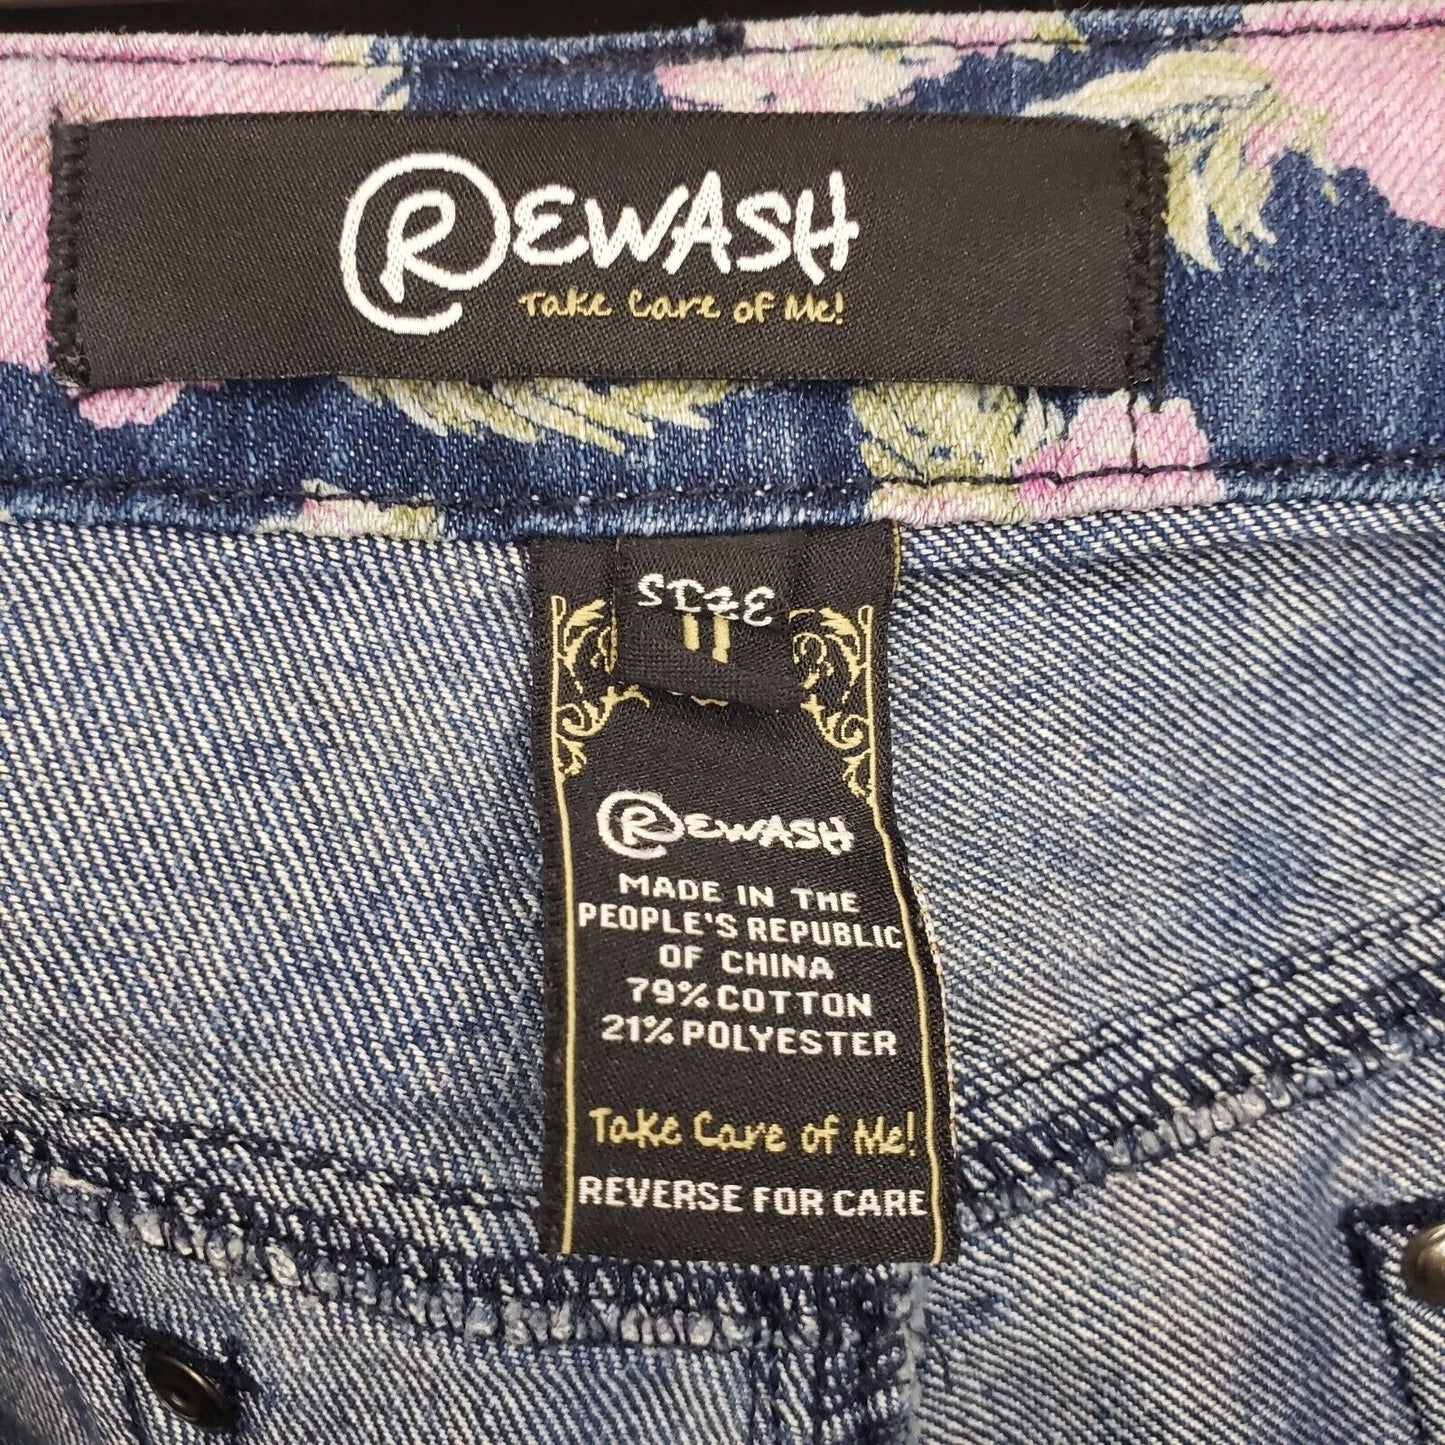 REWASH
Take Care of Me!
SIZE
11
REWASH
MADE IN THE
PEOPLE'S REPUBLIC
OF CHINA
79% COTTON
21% POLYESTER
Take Care of Me!
REVERSE FOR CARE